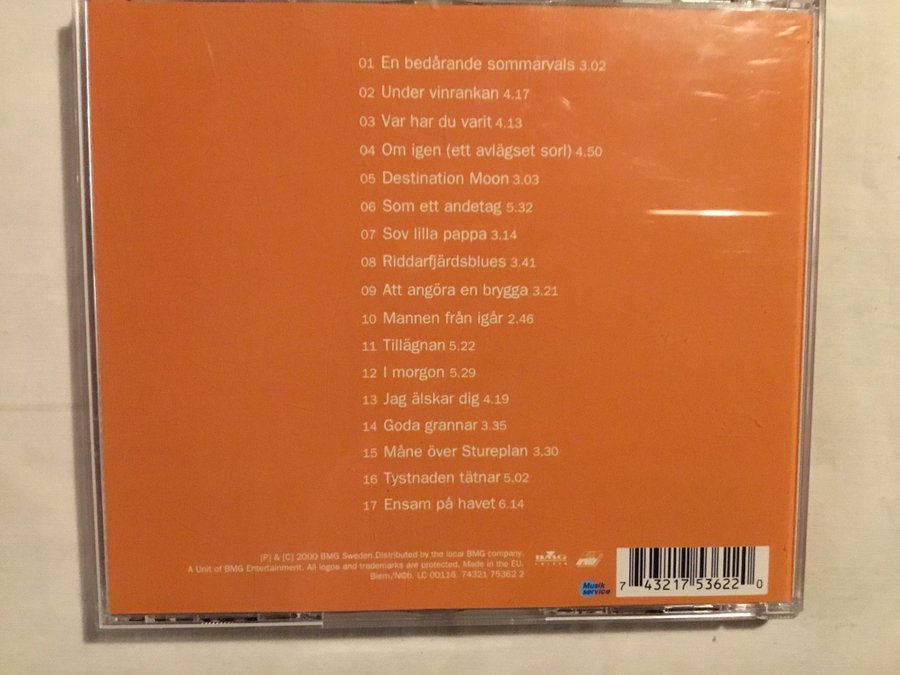 01 En bedårande sommarvals 3.02
02 Under vinrankan 4.17
03 Var har du varit 4.13
04 Om igen (ett avlägset sorl) 4.50
05 Destination Moon 3.03
06 Som ett andetag 5.32
07 Sov lilla pappa 3.14
08 Riddarfjärdsblues 3.41
09 Att angöra en brygga 3.21
10 Mannen från igår 2.46
11 Tillägnan 5.22
12 I morgon 5.29
13 Jag älskar dig 4.19
14 Goda grannar 3.35
15 Måne över Stureplan 3.30
16 Tystnaden tätnar 5.02
17 Ensam på havet 6.14
[P] & [C] 2000 BMG Sweden.Distributed by the local BMG company.
A Unit of BMG Entertainment. All logos and trademarks are protected. Made in the EU.
Biem/N©b. LC 00116 74321 75362 2
BMG
Musik
service
7 43217 53622 0